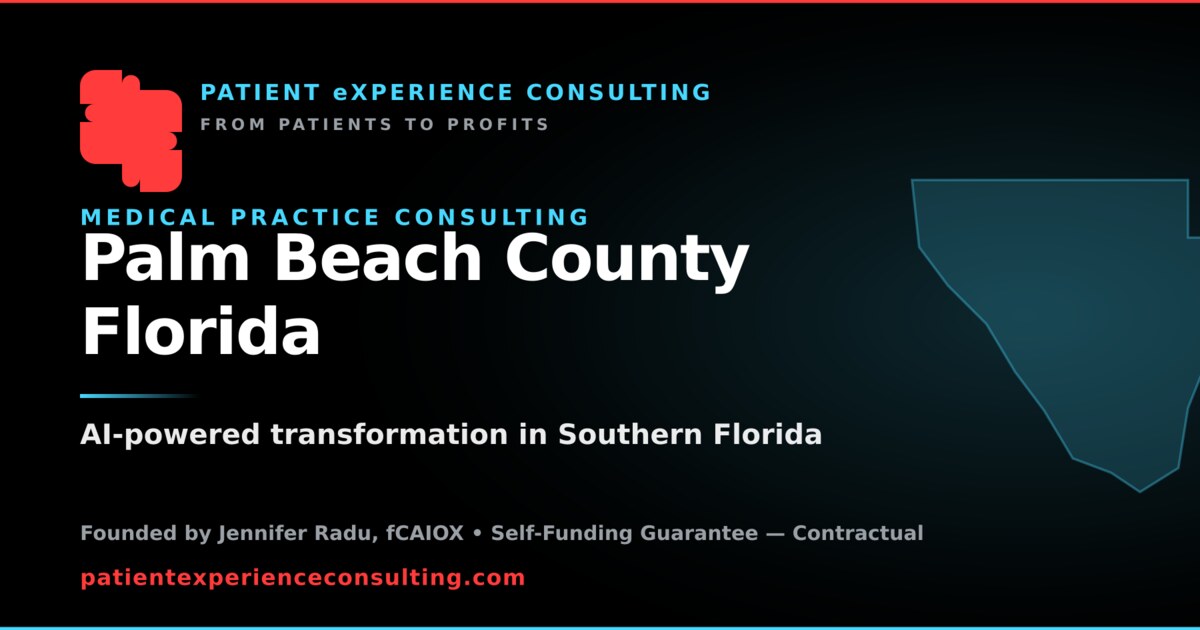 PATIENT eXPERIENCE CONSULTING
FROM PATIENTS TO PROFITS
MEDICAL PRACTICE CONSULTING
Palm Beach County
Florida
AI-powered transformation in Southern Florida
Founded by Jennifer Radu, fCAIOX • Self-Funding Guarantee — Contractual
patientexperienceconsulting.com